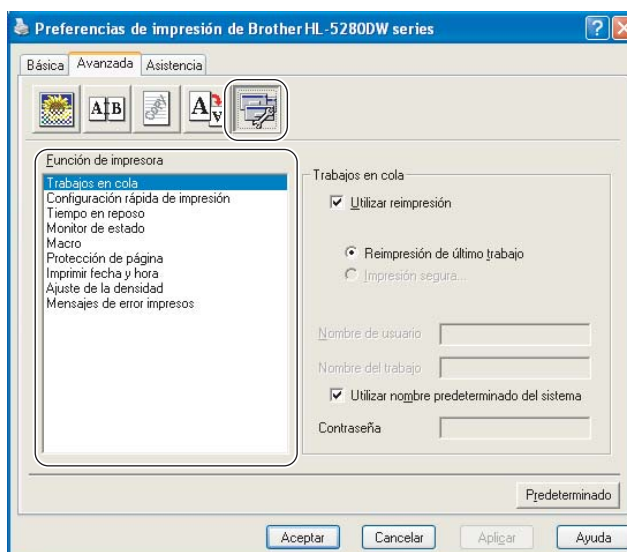 Preferencias de impresión de Brother HL-5280DW series
Básica
Avanzada
Asistencia
Función de impresora
Trabajos en cola
Configuración rápida de impresión
Tiempo en reposo
Monitor de estado
Macro
Protección de página
Imprimir fecha y hora
Ajuste de la densidad
Mensajes de error impresos
Trabajos en cola
Utilizar reimpresión
Reimpresión de último trabajo
Impresión segura...
Nombre de usuario
Nombre del trabajo
Utilizar nombre predeterminado del sistema
Contraseña
Predeterminado
Aceptar
Cancelar
Aplicar
Ayuda